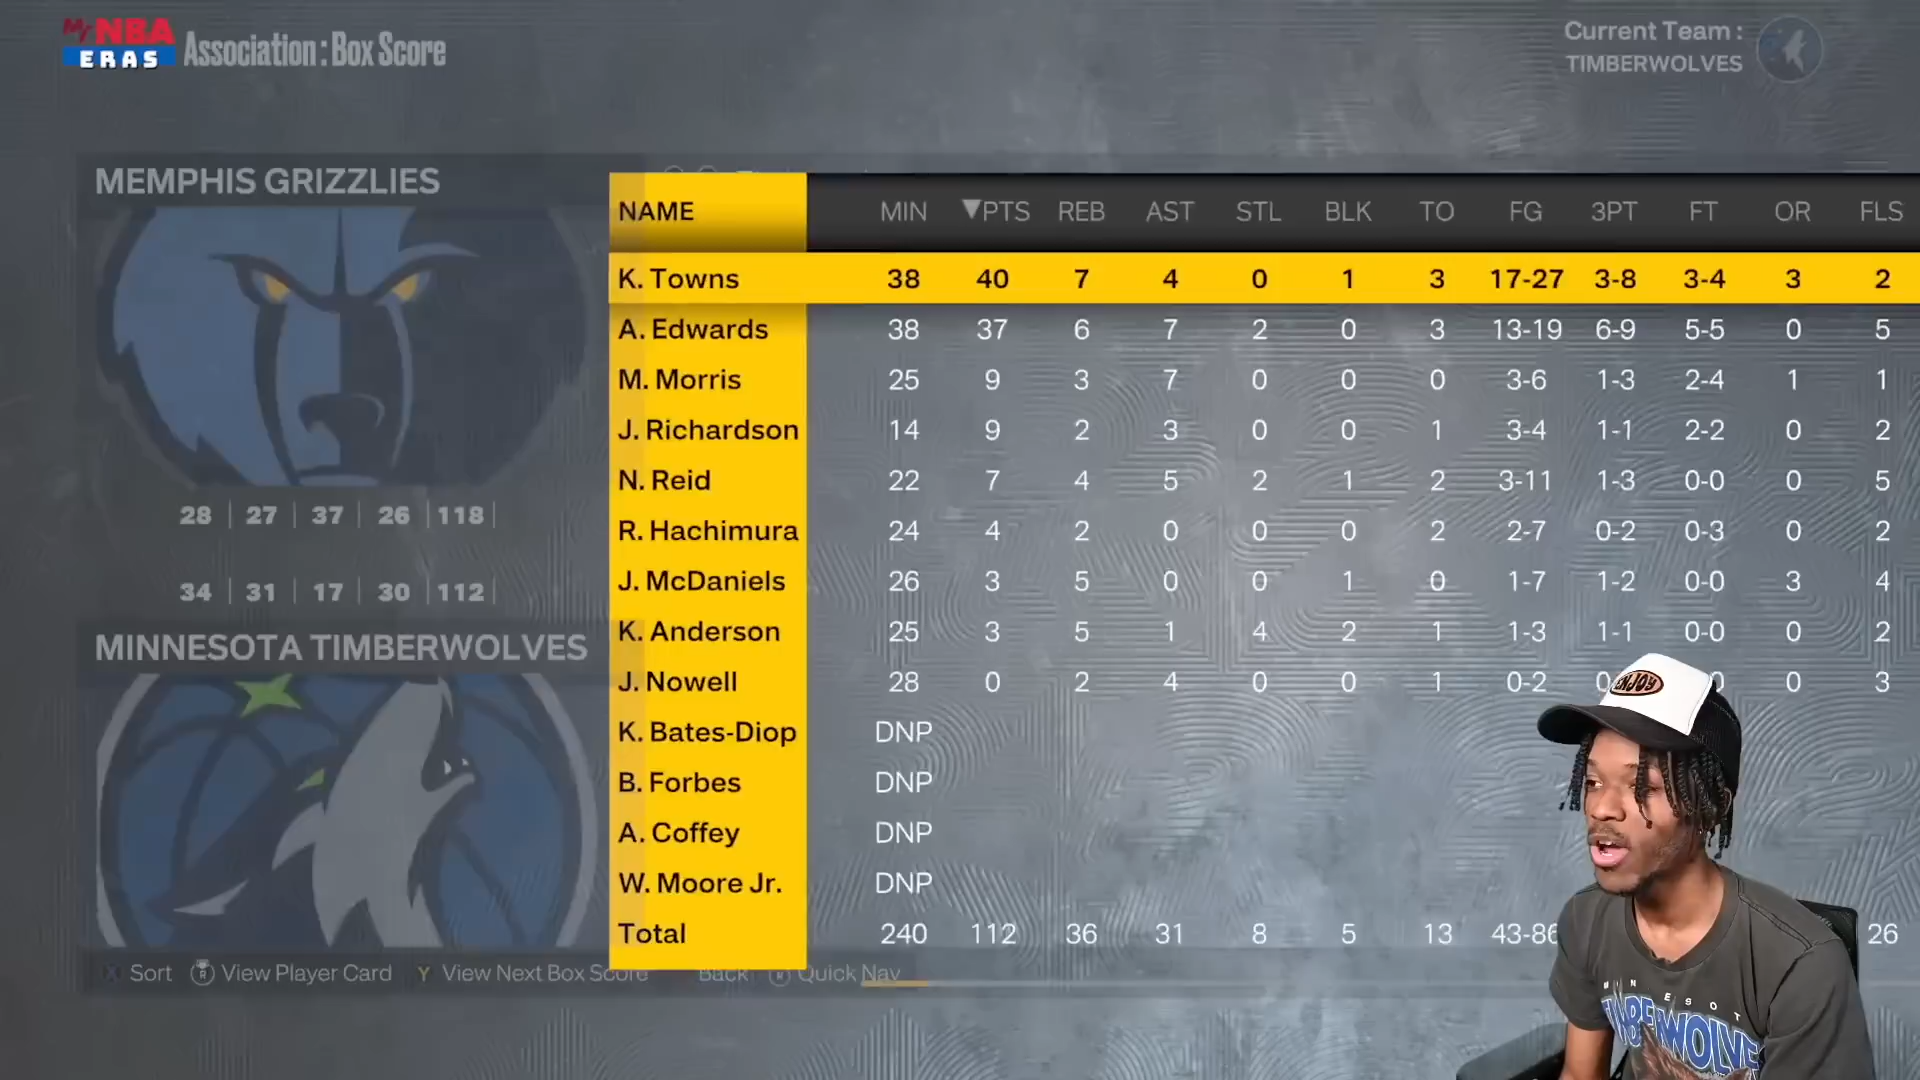 My NBA ERAS Association : Box Score
Current Team :
TIMBERWOLVES
MEMPHIS GRIZZLIES
28 | 27 | 37 | 26 | 118 |
34 | 31 | 17 | 30 | 112 |
MINNESOTA TIMBERWOLVES
NAME MIN ▼PTS REB AST STL BLK TO FG 3PT FT OR FLS
K. Towns 38 40 7 4 0 1 3 17-27 3-8 3-4 3 2
A. Edwards 38 37 6 7 2 0 3 13-19 6-9 5-5 0 5
M. Morris 25 9 3 7 0 0 0 3-6 1-3 2-4 1 1
J. Richardson 14 9 2 3 0 0 1 3-4 1-1 2-2 0 2
N. Reid 22 7 4 5 2 1 2 3-11 1-3 0-0 0 5
R. Hachimura 24 4 2 0 0 0 2 2-7 0-2 0-3 0 2
J. McDaniels 26 3 5 0 0 1 0 1-7 1-2 0-0 3 4
K. Anderson 25 3 5 1 4 2 1 1-3 1-1 0-0 0 2
J. Nowell 28 0 2 4 0 0 1 0-2 0 3
K. Bates-Diop DNP
B. Forbes DNP
A. Coffey DNP
W. Moore Jr. DNP
Total 240 112 36 31 8 5 13 43-86 26
X Sort R View Player Card Y View Next Box Score Back R Quick Nav
ENJOY
MINNESOT
TIMBERWOLVE